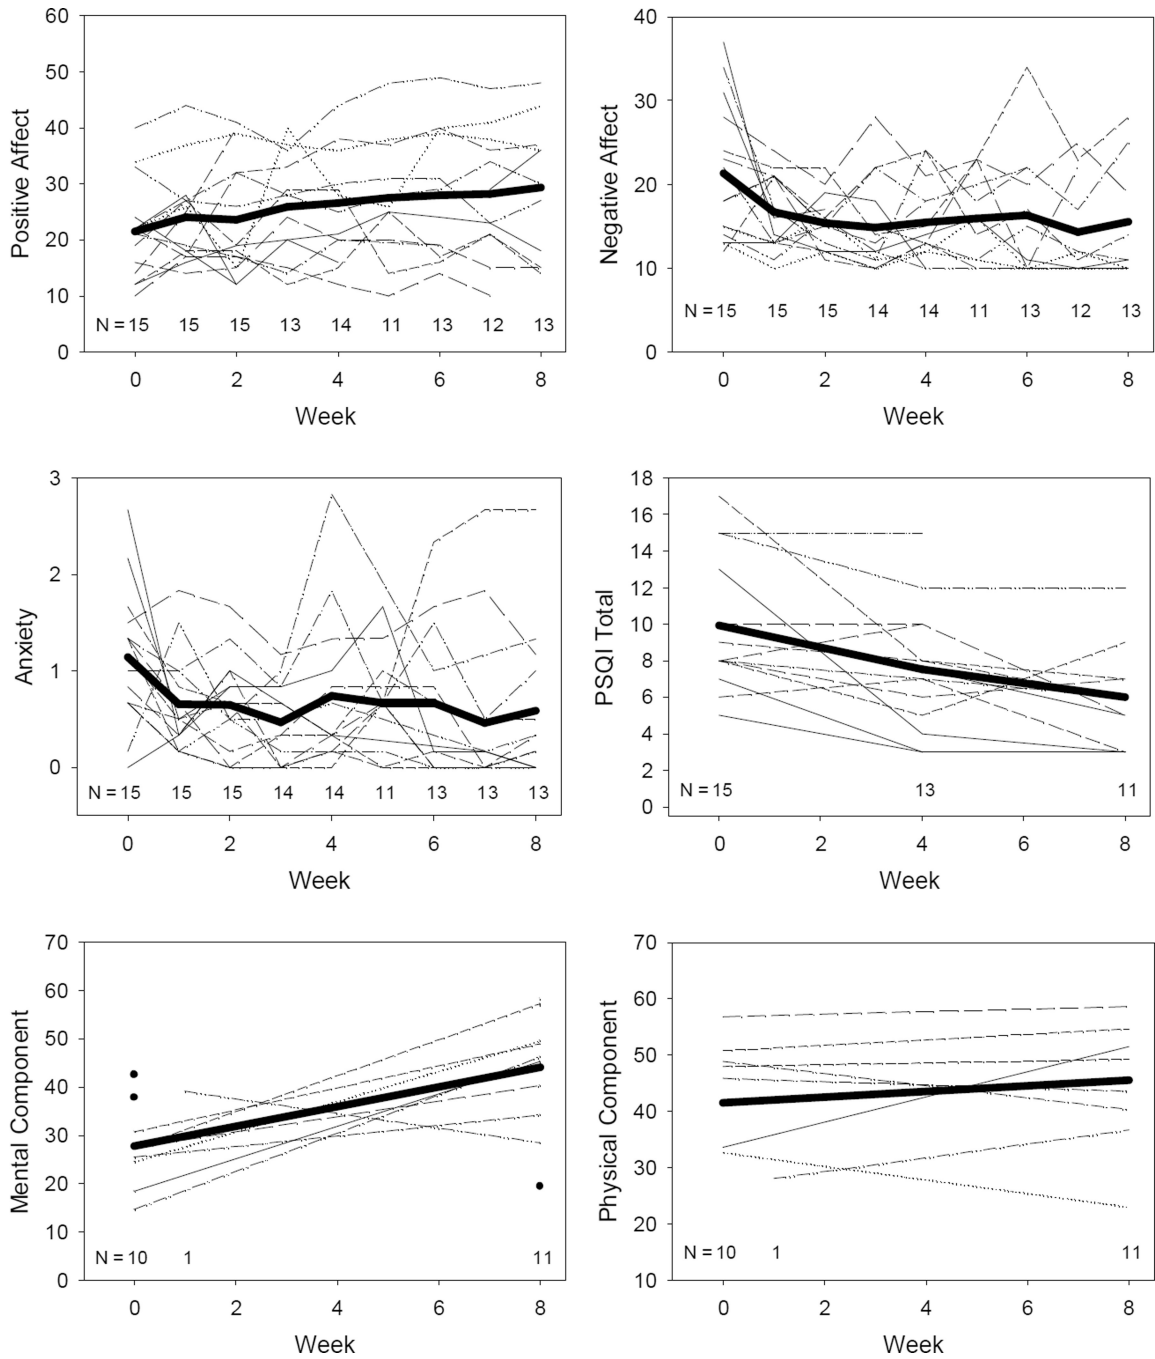 60
50
40
30
20
10
0
Positive Affect
N = 15 15 15 13 14 11 13 12 13
0 2 4 6 8
Week
40
30
20
10
0
Negative Affect
N = 15 15 15 14 14 11 13 12 13
0 2 4 6 8
Week
3
2
1
0
Anxiety
N = 15 15 15 14 14 11 13 13 13
0 2 4 6 8
Week
18
16
14
12
10
8
6
4
2
0
PSQI Total
N = 15 13 11
0 2 4 6 8
Week
70
60
50
40
30
20
10
0
Mental Component
N = 10 1 11
0 2 4 6 8
Week
70
60
50
40
30
20
10
Physical Component
N = 10 1 11
0 2 4 6 8
Week